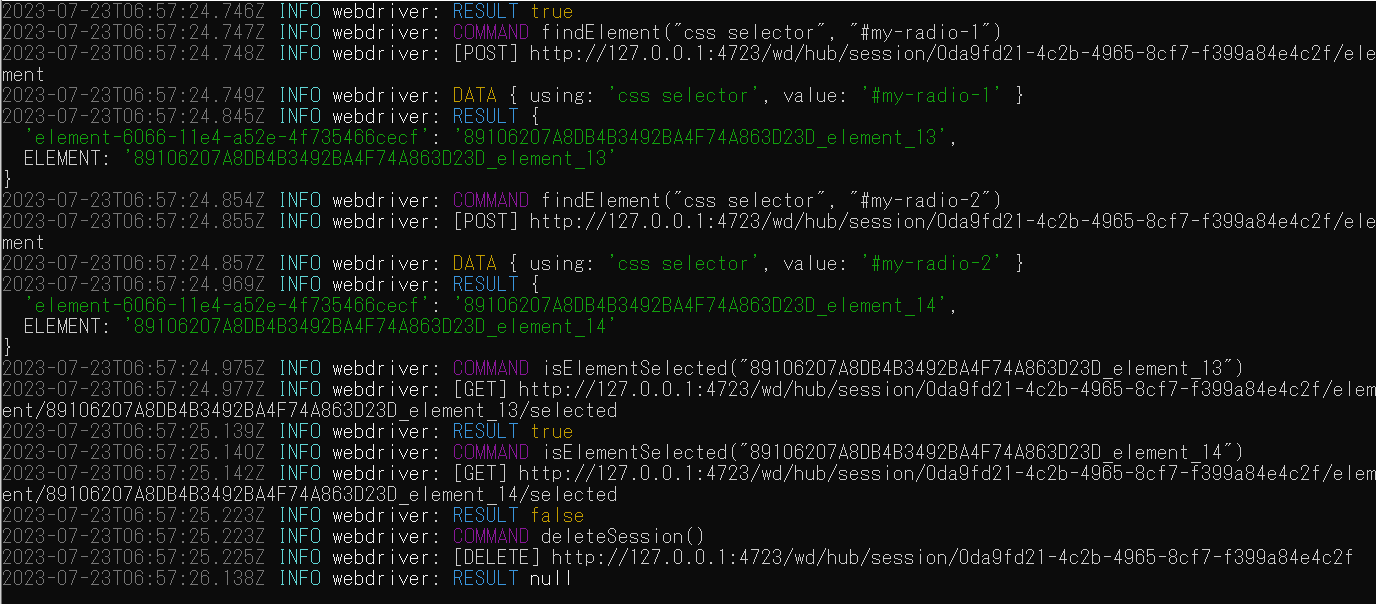 2023-07-23T06:57:24.746Z INFO webdriver: RESULT true
2023-07-23T06:57:24.747Z INFO webdriver: COMMAND findElement("css selector", "#my-radio-1")
2023-07-23T06:57:24.748Z INFO webdriver: [POST] http://127.0.0.1:4723/wd/hub/session/0da9fd21-4c2b-4965-8cf7-f399a84e4c2f/ele
ment
2023-07-23T06:57:24.749Z INFO webdriver: DATA { using: 'css selector', value: '#my-radio-1' }
2023-07-23T06:57:24.845Z INFO webdriver: RESULT {
  'element-6066-11e4-a52e-4f735466cecf': '89106207A8DB4B3492BA4F74A863D23D_element_13',
  ELEMENT: '89106207A8DB4B3492BA4F74A863D23D_element_13'
}
2023-07-23T06:57:24.854Z INFO webdriver: COMMAND findElement("css selector", "#my-radio-2")
2023-07-23T06:57:24.855Z INFO webdriver: [POST] http://127.0.0.1:4723/wd/hub/session/0da9fd21-4c2b-4965-8cf7-f399a84e4c2f/ele
ment
2023-07-23T06:57:24.857Z INFO webdriver: DATA { using: 'css selector', value: '#my-radio-2' }
2023-07-23T06:57:24.969Z INFO webdriver: RESULT {
  'element-6066-11e4-a52e-4f735466cecf': '89106207A8DB4B3492BA4F74A863D23D_element_14',
  ELEMENT: '89106207A8DB4B3492BA4F74A863D23D_element_14'
}
2023-07-23T06:57:24.975Z INFO webdriver: COMMAND isElementSelected("89106207A8DB4B3492BA4F74A863D23D_element_13")
2023-07-23T06:57:24.977Z INFO webdriver: [GET] http://127.0.0.1:4723/wd/hub/session/0da9fd21-4c2b-4965-8cf7-f399a84e4c2f/elem
ent/89106207A8DB4B3492BA4F74A863D23D_element_13/selected
2023-07-23T06:57:25.139Z INFO webdriver: RESULT true
2023-07-23T06:57:25.140Z INFO webdriver: COMMAND isElementSelected("89106207A8DB4B3492BA4F74A863D23D_element_14")
2023-07-23T06:57:25.142Z INFO webdriver: [GET] http://127.0.0.1:4723/wd/hub/session/0da9fd21-4c2b-4965-8cf7-f399a84e4c2f/elem
ent/89106207A8DB4B3492BA4F74A863D23D_element_14/selected
2023-07-23T06:57:25.223Z INFO webdriver: RESULT false
2023-07-23T06:57:25.223Z INFO webdriver: COMMAND deleteSession()
2023-07-23T06:57:25.225Z INFO webdriver: [DELETE] http://127.0.0.1:4723/wd/hub/session/0da9fd21-4c2b-4965-8cf7-f399a84e4c2f
2023-07-23T06:57:26.138Z INFO webdriver: RESULT null